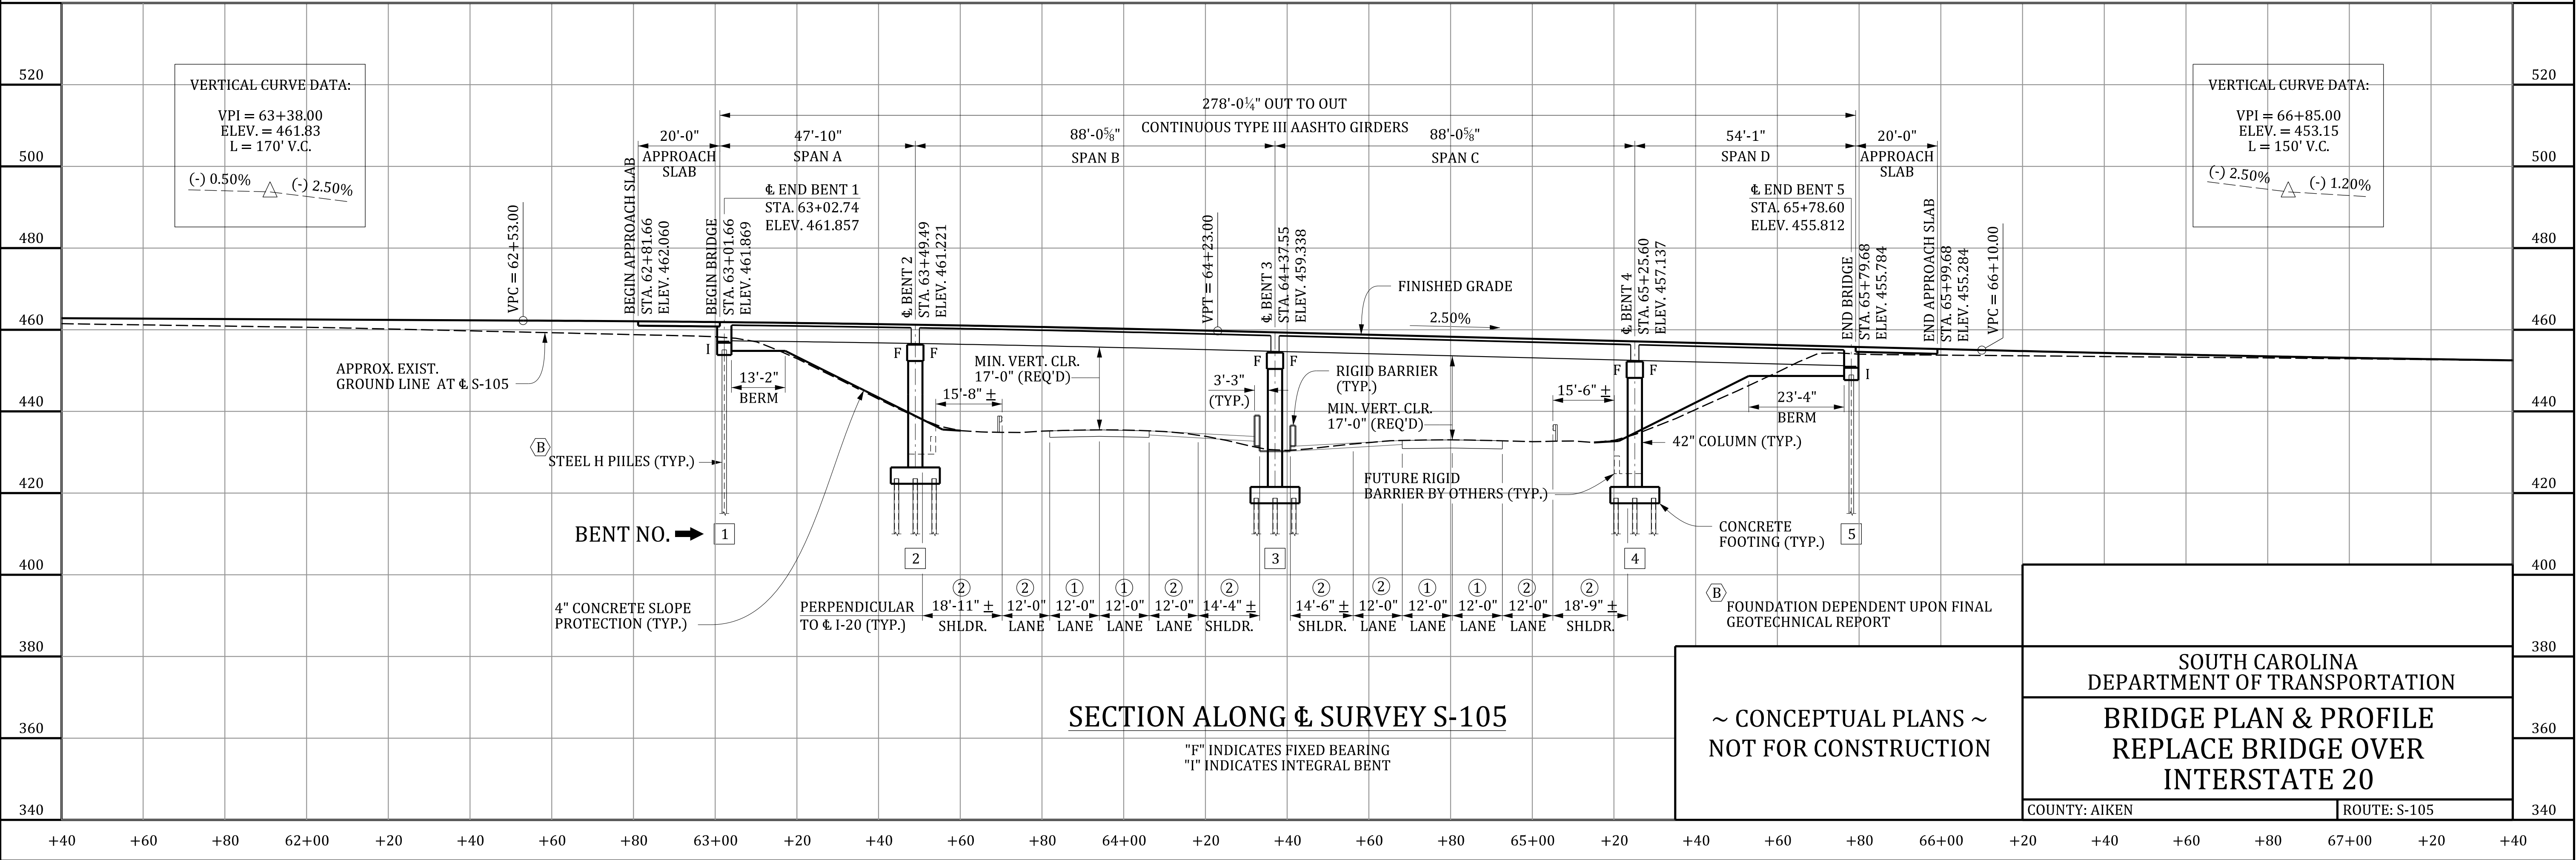 520
500
480
460
440
420
400
380
360
340
VERTICAL CURVE DATA:
VPI = 63+38.00
ELEV. = 461.83
L = 170' V.C.
(-) 0.50%
(-) 2.50%
278'-0¼" OUT TO OUT
CONTINUOUS TYPE III AASHTO GIRDERS
20'-0"
APPROACH
SLAB
47'-10"
SPAN A
88'-0⅝"
SPAN B
88'-0⅝"
SPAN C
54'-1"
SPAN D
20'-0"
APPROACH
SLAB
VERTICAL CURVE DATA:
VPI = 66+85.00
ELEV. = 453.15
L = 150' V.C.
(-) 2.50%
(-) 1.20%
520
500
480
460
440
420
400
380
360
340
VPC = 62+53.00
BEGIN APPROACH SLAB
STA. 62+81.66
ELEV. 462.060
BEGIN BRIDGE
STA. 63+01.66
ELEV. 461.869
℄ END BENT 1
STA. 63+02.74
ELEV. 461.857
℄ BENT 2
STA. 63+49.49
ELEV. 461.221
VPT = 64+23.00
℄ BENT 3
STA. 64+37.55
ELEV. 459.338
FINISHED GRADE
2.50%
℄ BENT 4
STA. 65+25.60
ELEV. 457.137
℄ END BENT 5
STA. 65+78.60
ELEV. 455.812
END BRIDGE
STA. 65+79.68
ELEV. 455.784
END APPROACH SLAB
STA. 65+99.68
ELEV. 455.284
VPC = 66+10.00
APPROX. EXIST.
GROUND LINE AT ℄ S-105
I
13'-2"
BERM
F
F
15'-8" ±
MIN. VERT. CLR.
17'-0" (REQ'D)
3'-3"
(TYP.)
F
F
RIGID BARRIER
(TYP.)
MIN. VERT. CLR.
17'-0" (REQ'D)
15'-6" ±
F
F
23'-4"
BERM
I
B
STEEL H PIILES (TYP.)
42" COLUMN (TYP.)
FUTURE RIGID
BARRIER BY OTHERS (TYP.)
CONCRETE
FOOTING (TYP.)
BENT NO.
1
2
3
4
5
4" CONCRETE SLOPE
PROTECTION (TYP.)
PERPENDICULAR
TO ℄ I-20 (TYP.)
2
18'-11" ±
SHLDR.
2
12'-0"
LANE
1
12'-0"
LANE
1
12'-0"
LANE
2
12'-0"
LANE
2
14'-4" ±
SHLDR.
2
14'-6" ±
SHLDR.
2
12'-0"
LANE
1
12'-0"
LANE
1
12'-0"
LANE
2
12'-0"
LANE
2
18'-9" ±
SHLDR.
B
FOUNDATION DEPENDENT UPON FINAL
GEOTECHNICAL REPORT
SECTION ALONG ℄ SURVEY S-105
"F" INDICATES FIXED BEARING
"I" INDICATES INTEGRAL BENT
~ CONCEPTUAL PLANS ~
NOT FOR CONSTRUCTION
SOUTH CAROLINA
DEPARTMENT OF TRANSPORTATION
BRIDGE PLAN & PROFILE
REPLACE BRIDGE OVER
INTERSTATE 20
COUNTY: AIKEN
ROUTE: S-105
+40 +60 +80 62+00 +20 +40 +60 +80 63+00 +20 +40 +60 +80 64+00 +20 +40 +60 +80 65+00 +20 +40 +60 +80 66+00 +20 +40 +60 +80 67+00 +20 +40